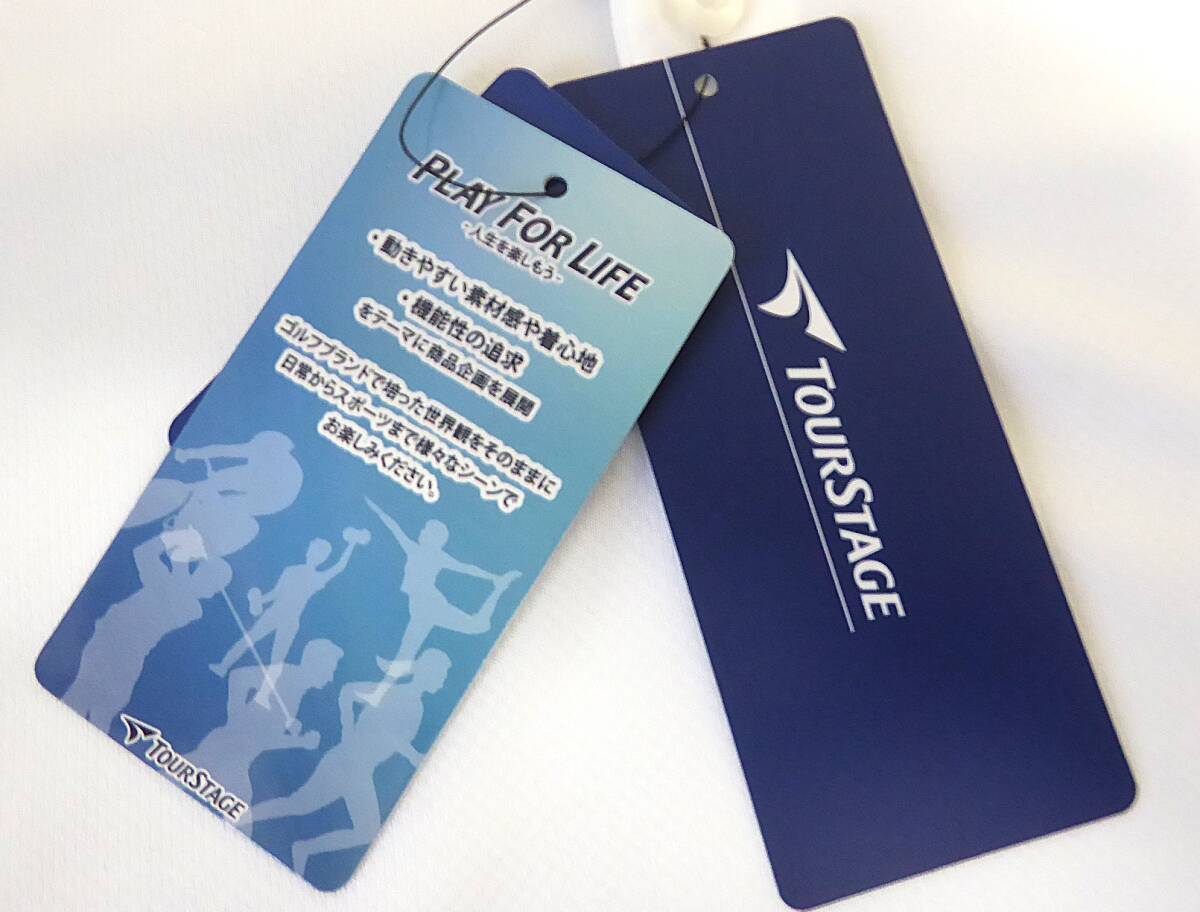 PLAY FOR LIFE
- 人生を楽しもう -
・動きやすい素材感や着心地
・機能性の追求
をテーマに商品企画を展開
ゴルフブランドで培った世界観をそのままに
日常からスポーツまで様々なシーンで
お楽しみください。
TOURSTAGE
TOURSTAGE